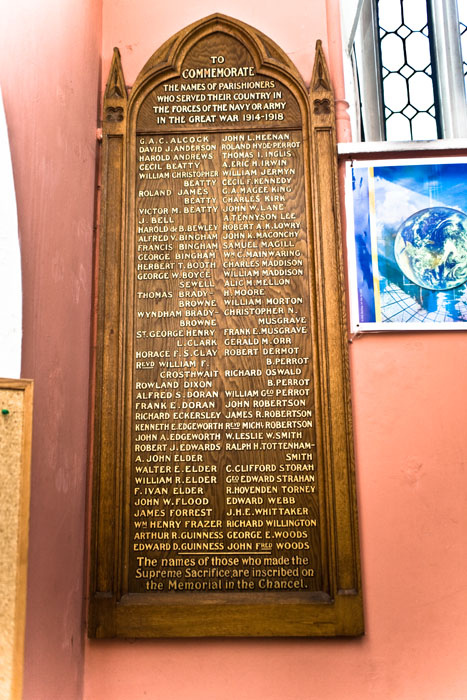 TO
COMMEMORATE
THE NAMES OF PARISHIONERS
WHO SERVED THEIR COUNTRY IN
THE FORCES OF THE NAVY OR ARMY
IN THE GREAT WAR 1914-1918
G.A.C. ALCOCK
DAVID J. ANDERSON
HAROLD ANDREWS
CECIL BEATTY
WILLIAM CHRISTOPHER
BEATTY
ROLAND JAMES
BEATTY
VICTOR M. BEATTY
J. BELL
HAROLD de B. BEWLEY
ALFRED V. BINGHAM
FRANCIS BINGHAM
GEORGE BINGHAM
HERBERT T. BOOTH
GEORGE W. BOYCE
SEWELL
THOMAS BRADY-
BROWNE
WYNDHAM BRADY-
BROWNE
ST. GEORGE HENRY
L. CLARK
HORACE F. S. CLAY
REVD WILLIAM F.
CROSTHWAIT
ROWLAND DIXON
ALFRED S. DORAN
FRANK E. DORAN
RICHARD ECKERSLEY
KENNETH E. EDGEWORTH
JOHN A. EDGEWORTH
ROBERT J. EDWARDS
A. JOHN ELDER
WALTER E. ELDER
WILLIAM R. ELDER
F. IVAN ELDER
JOHN W. FLOOD
JAMES FORREST
WM HENRY FRAZER
ARTHUR R. GUINNESS
EDWARD D. GUINNESS
JOHN L. HEENAN
ROLAND HYDE-PERROT
THOMAS I. INGLIS
A. ERIC H. IRWIN
WILLIAM JERMYN
CECIL F. KENNEDY
G. A. MAGEE KING
CHARLES KIRK
JOHN W. LANE
A. TENNYSON LEE
ROBERT A. K. LOWRY
JOHN K. MACONCHY
SAMUEL MAGILL
WM C. MAINWARING
CHARLES MADDISON
WILLIAM MADDISON
ALIC M. MELLON
H. MOORE
WILLIAM MORTON
CHRISTOPHER N.
MUSGRAVE
FRANK E. MUSGRAVE
GERALD M. ORR
ROBERT DERMOT
B. PERROT
RICHARD OSWALD
B. PERROT
WILLIAM GEO PERROT
JOHN ROBERTSON
JAMES R. ROBERTSON
READ MICHL ROBERTSON
W. LESLIE W. SMITH
RALPH H. TOTTENHAM-
SMITH
C. CLIFFORD STORAH
GEO EDWARD STRAHAN
R. HOVENDEN TORNEY
EDWARD WEBB
J. H. E. WHITTAKER
RICHARD WILLINGTON
GEORGE E. WOODS
JOHN FRED WOODS
The names of those who made the
Supreme Sacrifice, are inscribed on
the Memorial in the Chancel.